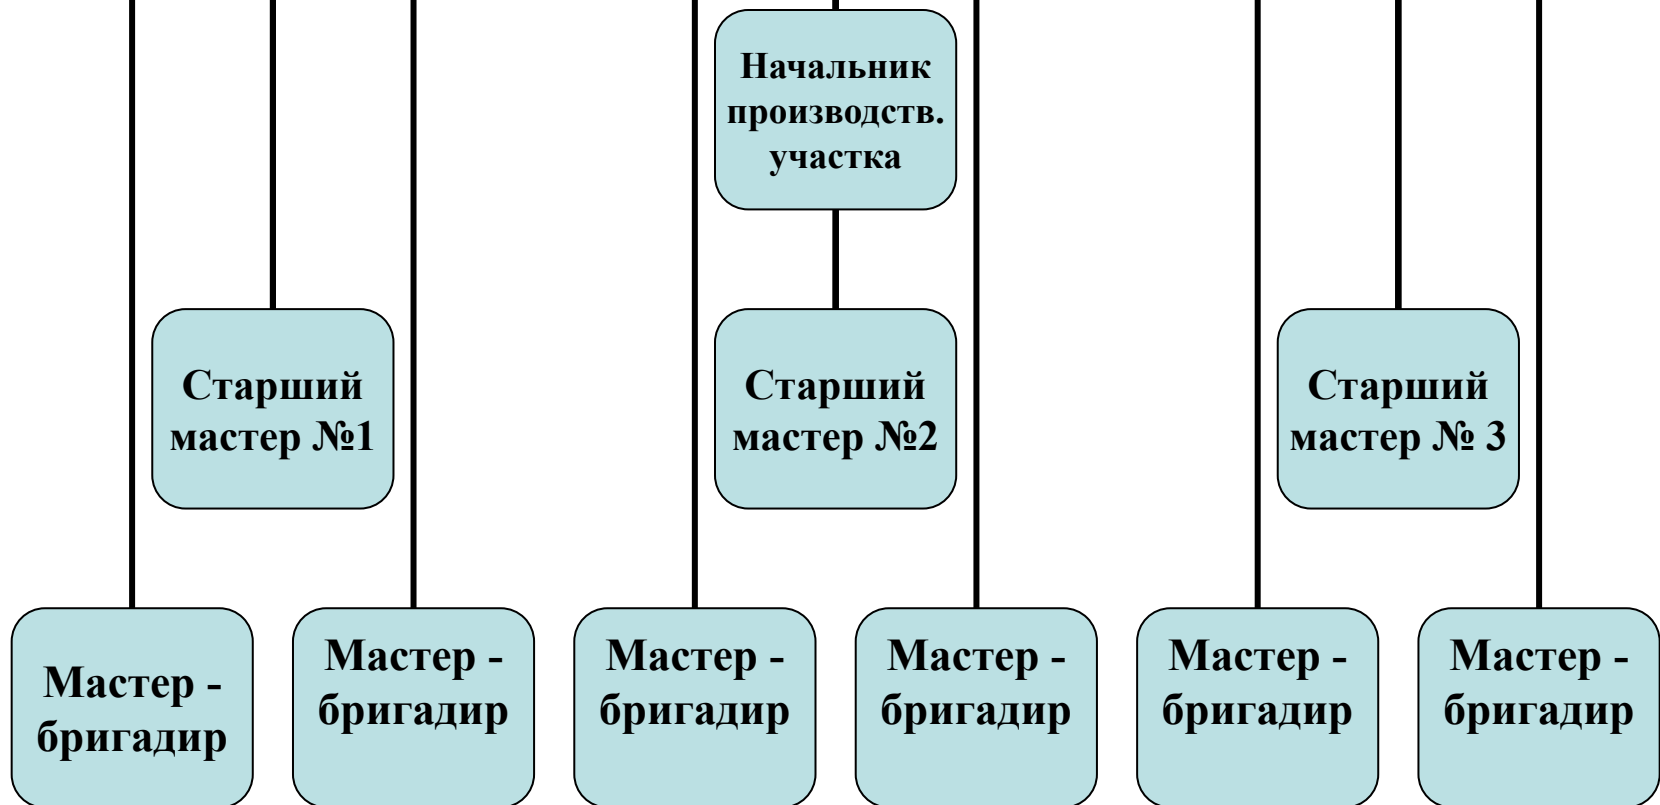 Начальник
производств.
участка
Старший
мастер №1
Старший
мастер №2
Старший
мастер № 3
Мастер -
бригадир
Мастер -
бригадир
Мастер -
бригадир
Мастер -
бригадир
Мастер -
бригадир
Мастер -
бригадир